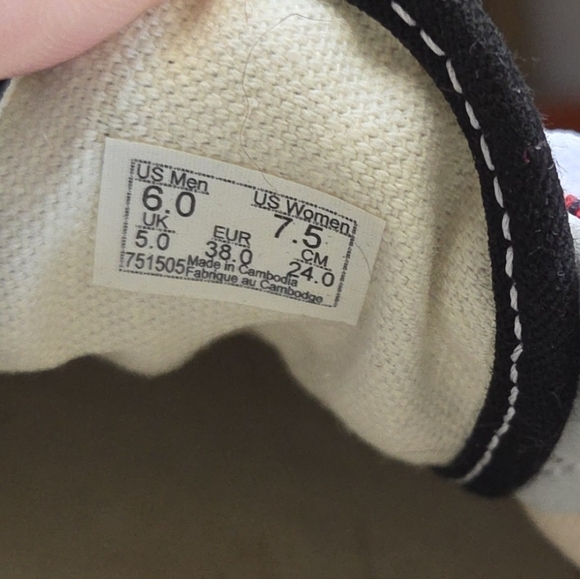 US Men US Women
6.0 7.5
UK EUR CM
5.0 38.0 24.0
751505 Made in Cambodia
Fabrique au Cambodge